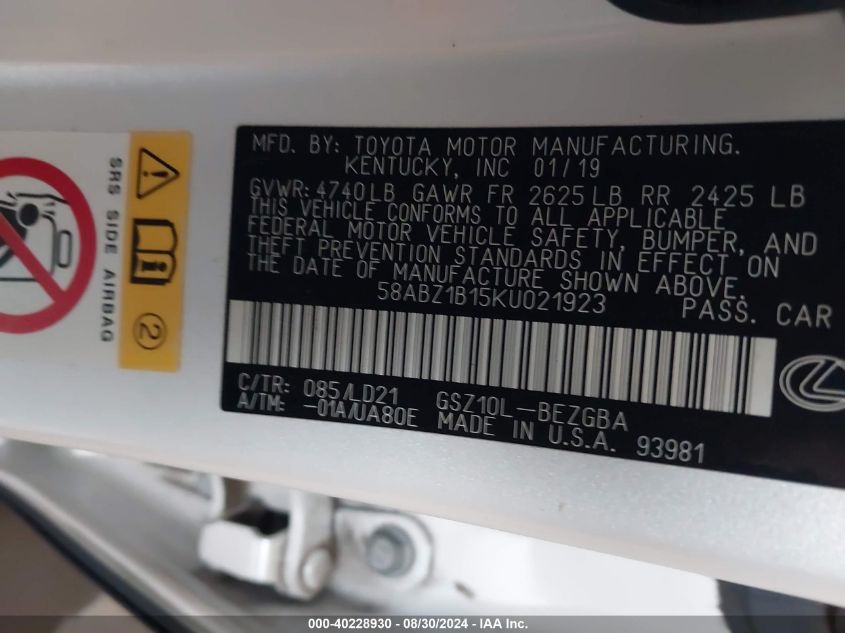 MFD. BY: TOYOTA MOTOR MANUFACTURING.
KENTUCKY, INC 01/19
GVWR: 4740LB GAWR FR 2625 LB RR 2425 LB
THIS VEHICLE CONFORMS TO ALL APPLICABLE
FEDERAL MOTOR VEHICLE SAFETY, BUMPER, AND
THEFT PREVENTION STANDARDS IN EFFECT ON
THE DATE OF MANUFACTURE SHOWN ABOVE.
58ABZ1B15KU021923 PASS. CAR
C/TR: 085/LD21 GSZ10L-BEZGBA
A/TM: -01A/UA80E MADE IN U.S.A. 93981
SRS SIDE AIRBAG
2
000-40228930 - 08/30/2024 - IAA Inc.